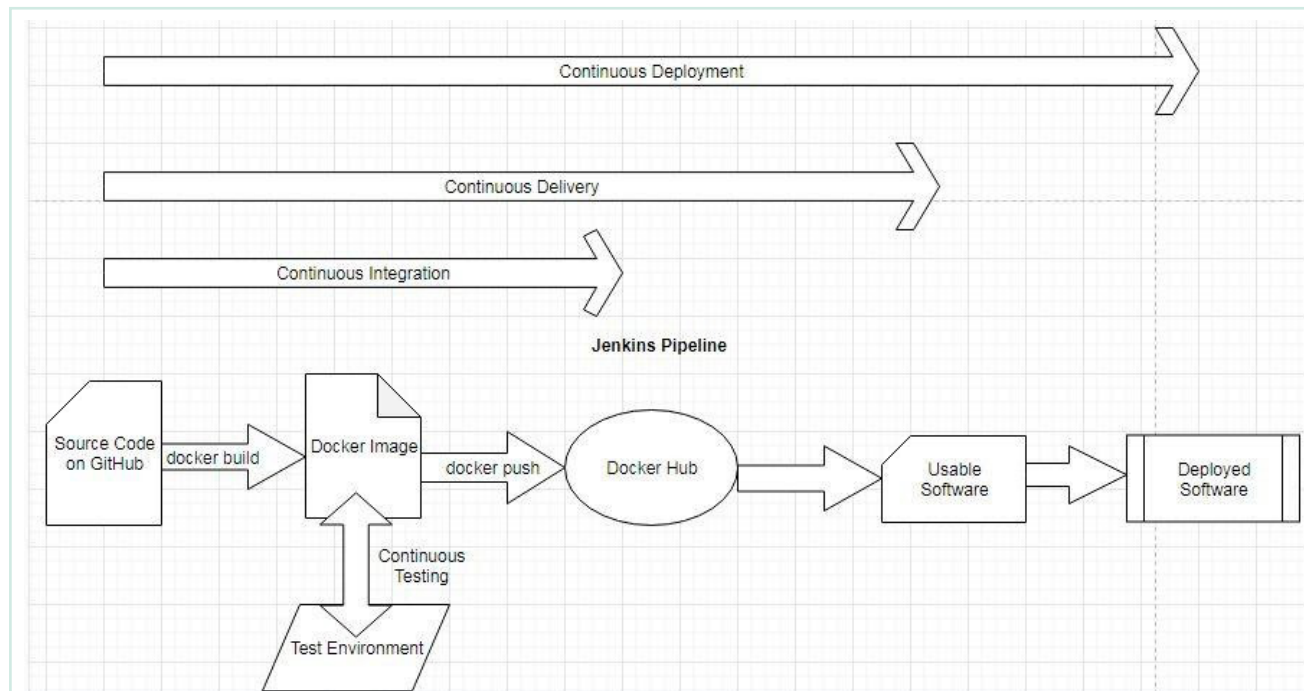 Continuous Deployment
Continuous Delivery
Continuous Integration
Jenkins Pipeline
Source Code
on GitHub
docker build
Docker Image
docker push
Docker Hub
Usable
Software
Deployed
Software
Continuous
Testing
Test Environment